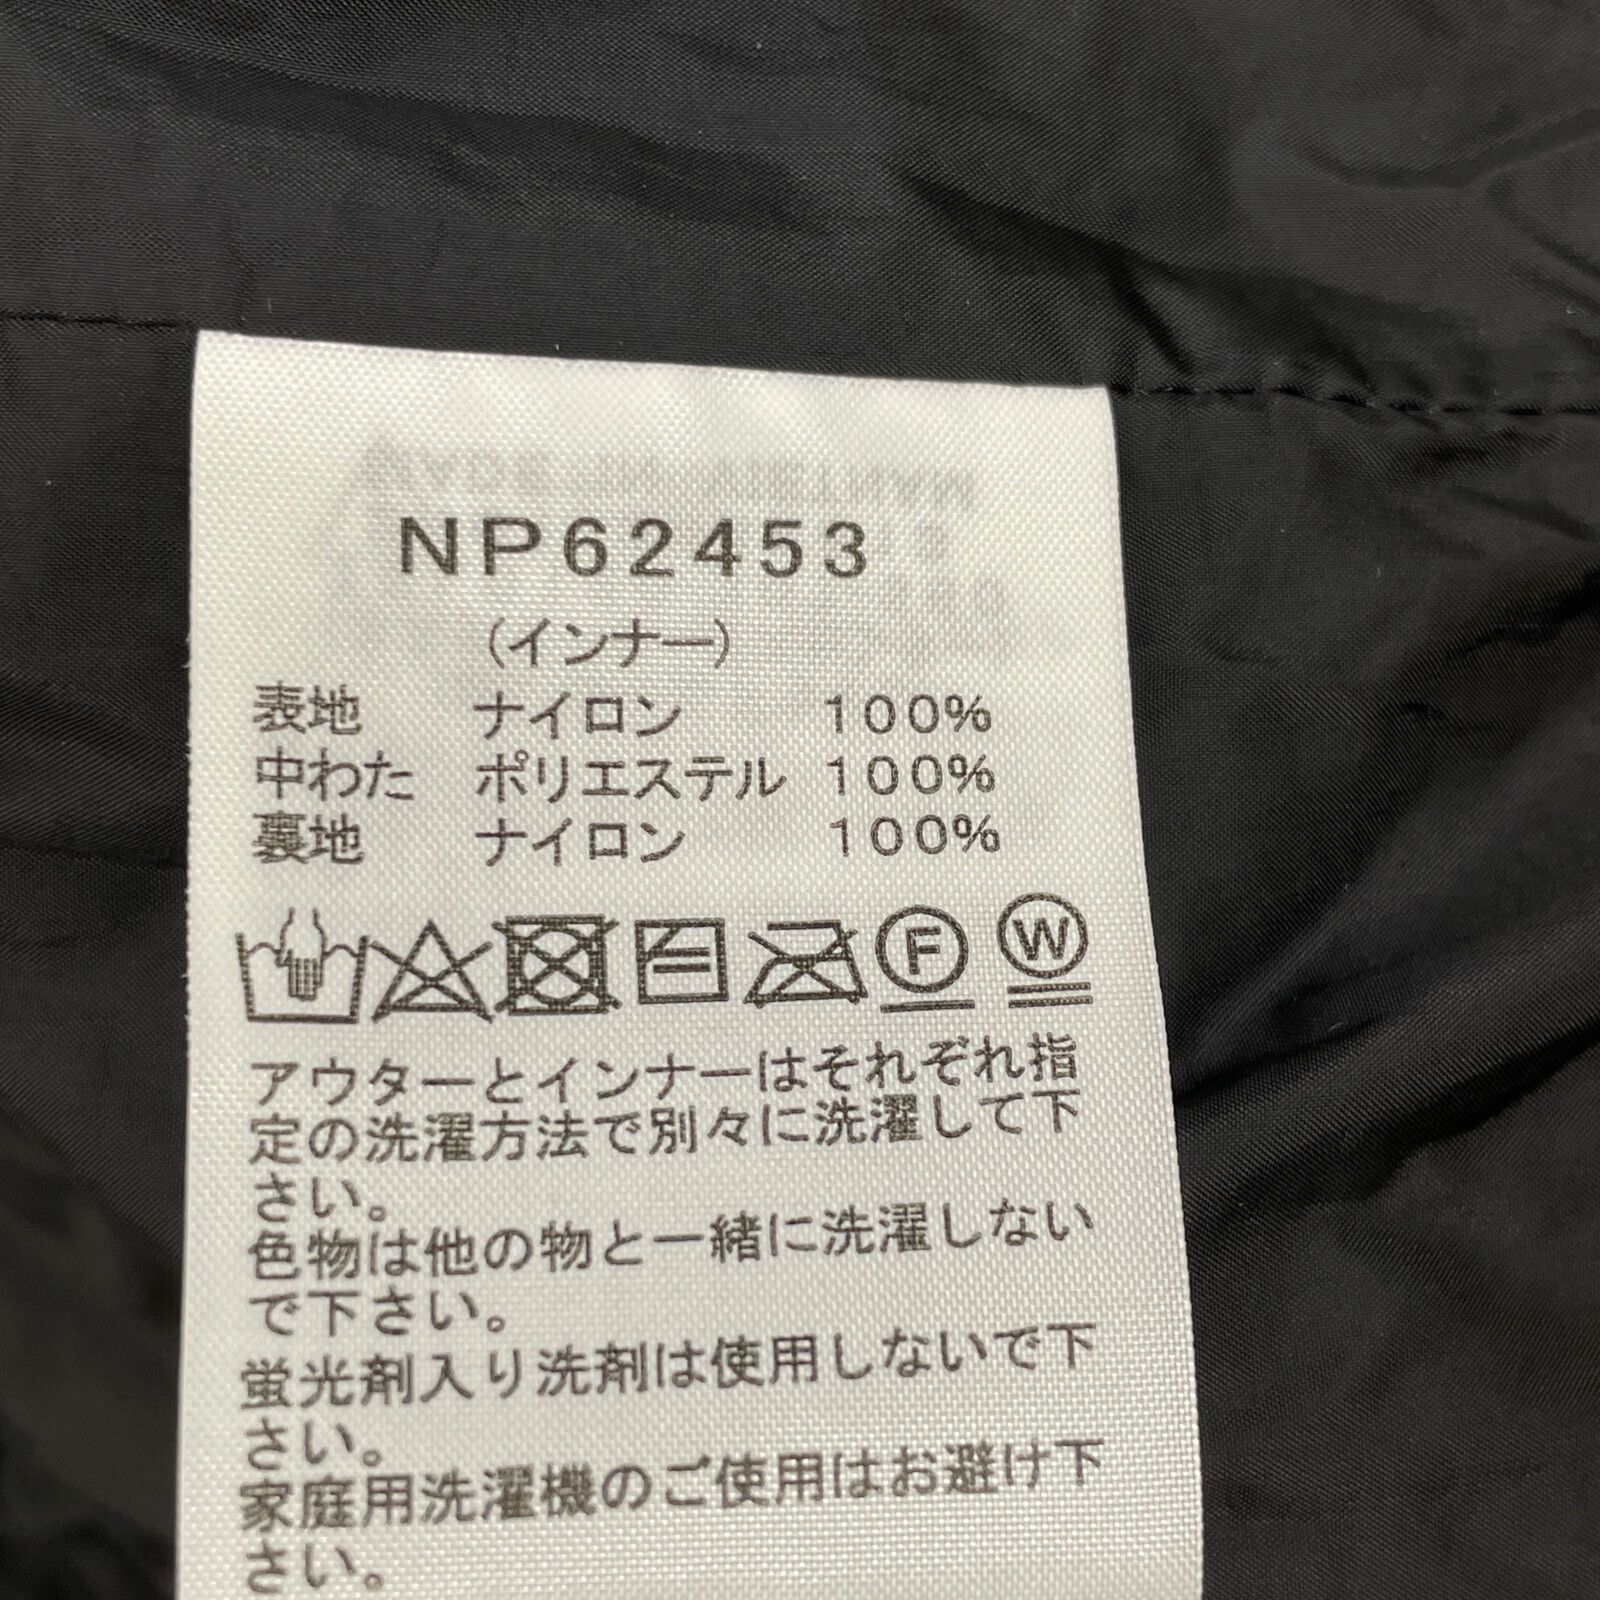 NP62453
(インナー)
表地 ナイロン 100%
中わた ポリエステル 100%
裏地 ナイロン 100%
F W
アウターとインナーはそれぞれ指
定の洗濯方法で別々に洗濯して下
さい。
色物は他の物と一緒に洗濯しない
で下さい。
蛍光剤入り洗剤は使用しないで下
さい。
家庭用洗濯機のご使用はお避け下
さい。